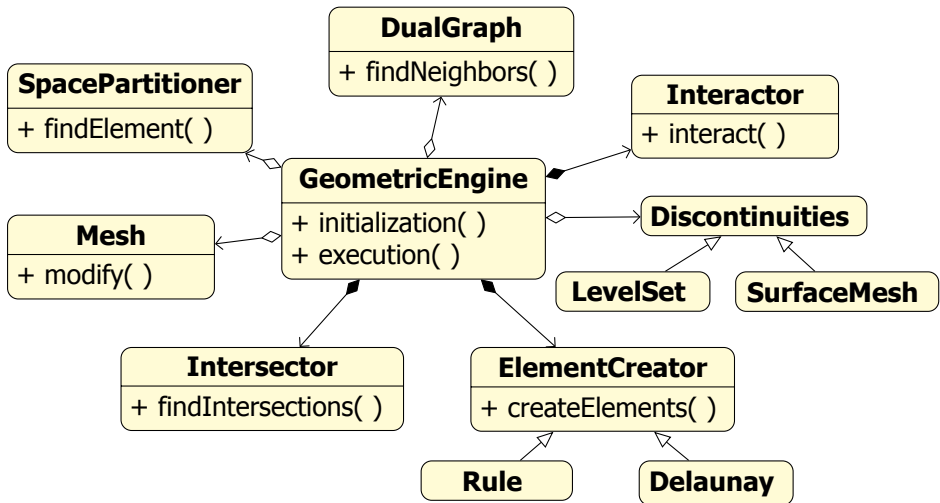 DualGraph
+ findNeighbors( )
SpacePartitioner
+ findElement( )
Interactor
+ interact( )
GeometricEngine
+ initialization( )
+ execution( )
Mesh
+ modify( )
Discontinuities
LevelSet
SurfaceMesh
Intersector
+ findIntersections( )
ElementCreator
+ createElements( )
Rule
Delaunay